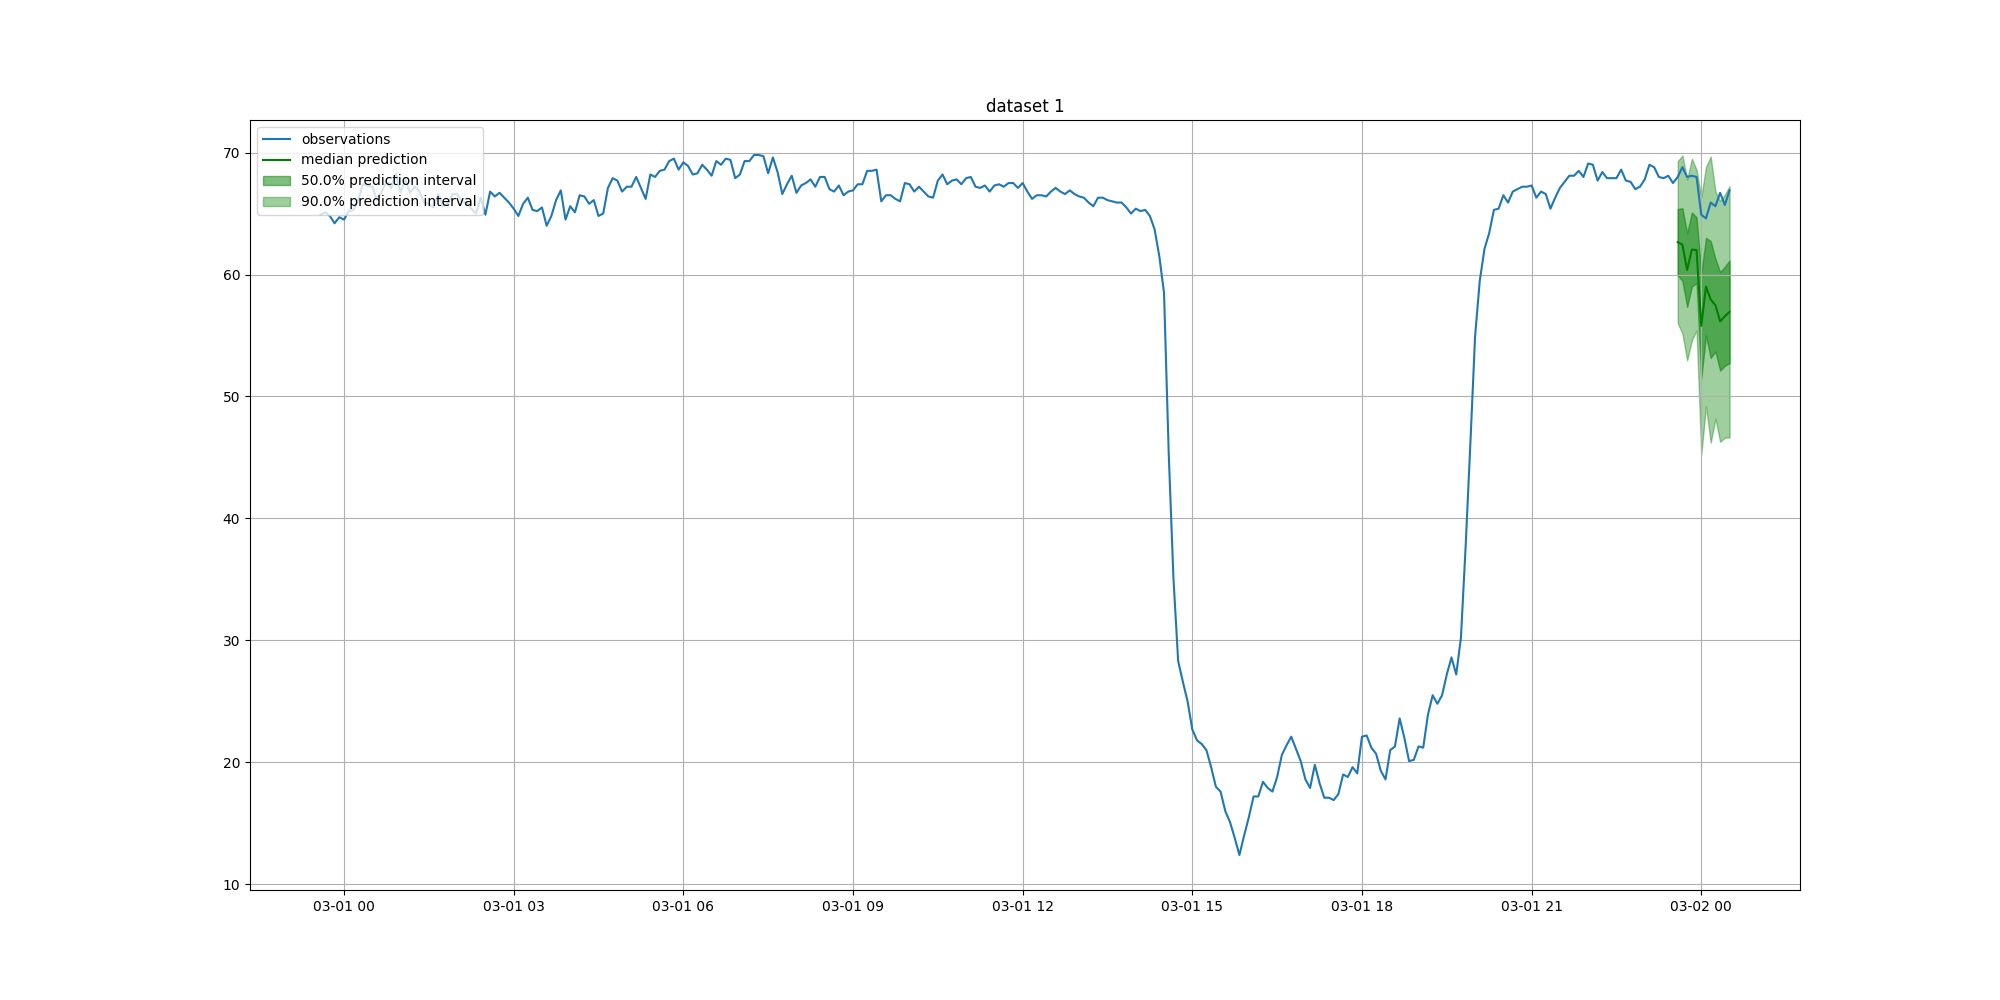 dataset 1
observations
median prediction
50.0% prediction interval
90.0% prediction interval
70
60
50
40
30
20
10
03-01 00 03-01 03 03-01 06 03-01 09 03-01 12 03-01 15 03-01 18 03-01 21 03-02 00